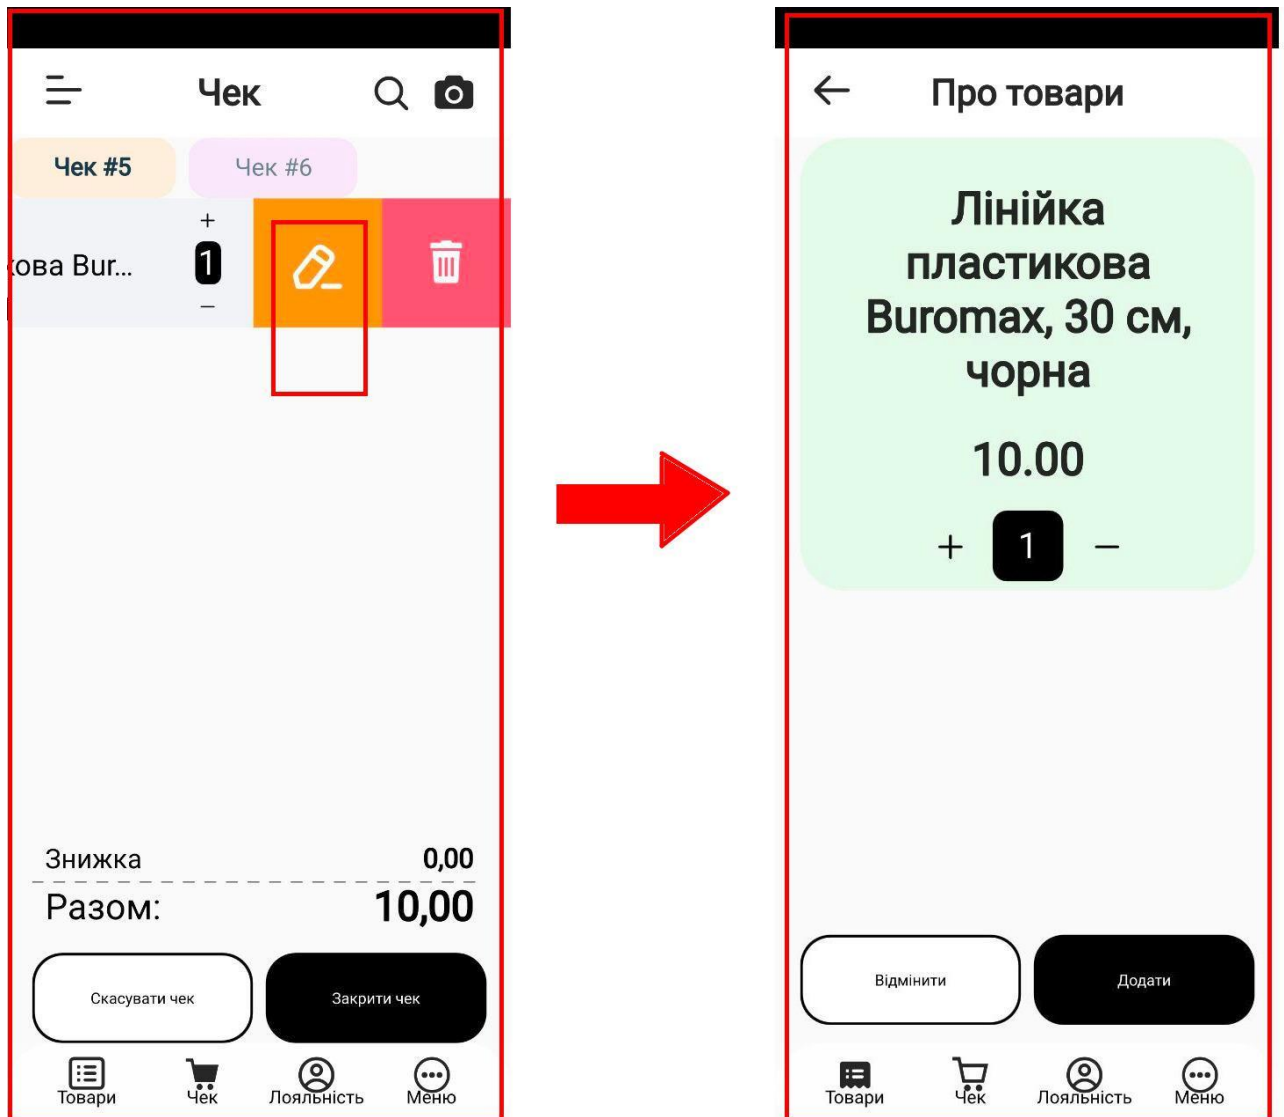 Чек
Чек #5
Чек #6
+
кова Bur...
1
−
Знижка
0,00
Разом:
10,00
Скасувати чек
Закрити чек
Товари
Чек
Лояльність
Меню
Про товари
Лінійка
пластикова
Buromax, 30 см,
чорна
10.00
+ 1 −
Відмінити
Додати
Товари
Чек
Лояльність
Меню